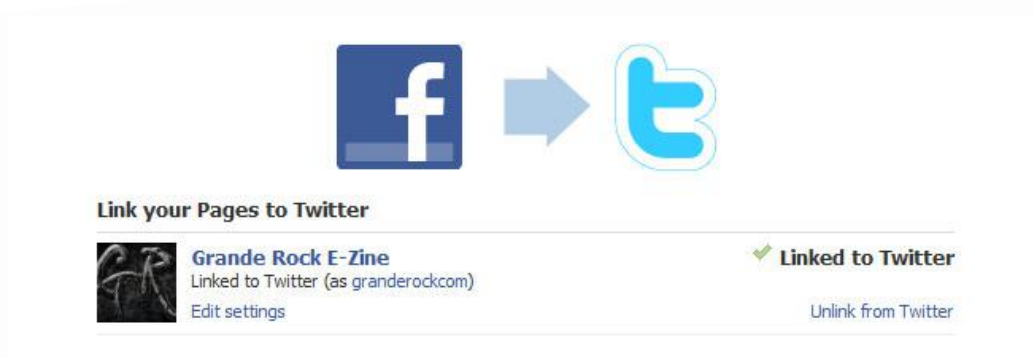 f
t
Link your Pages to Twitter
GR
Grande Rock E-Zine
Linked to Twitter
Linked to Twitter (as granderockcom)
Edit settings
Unlink from Twitter